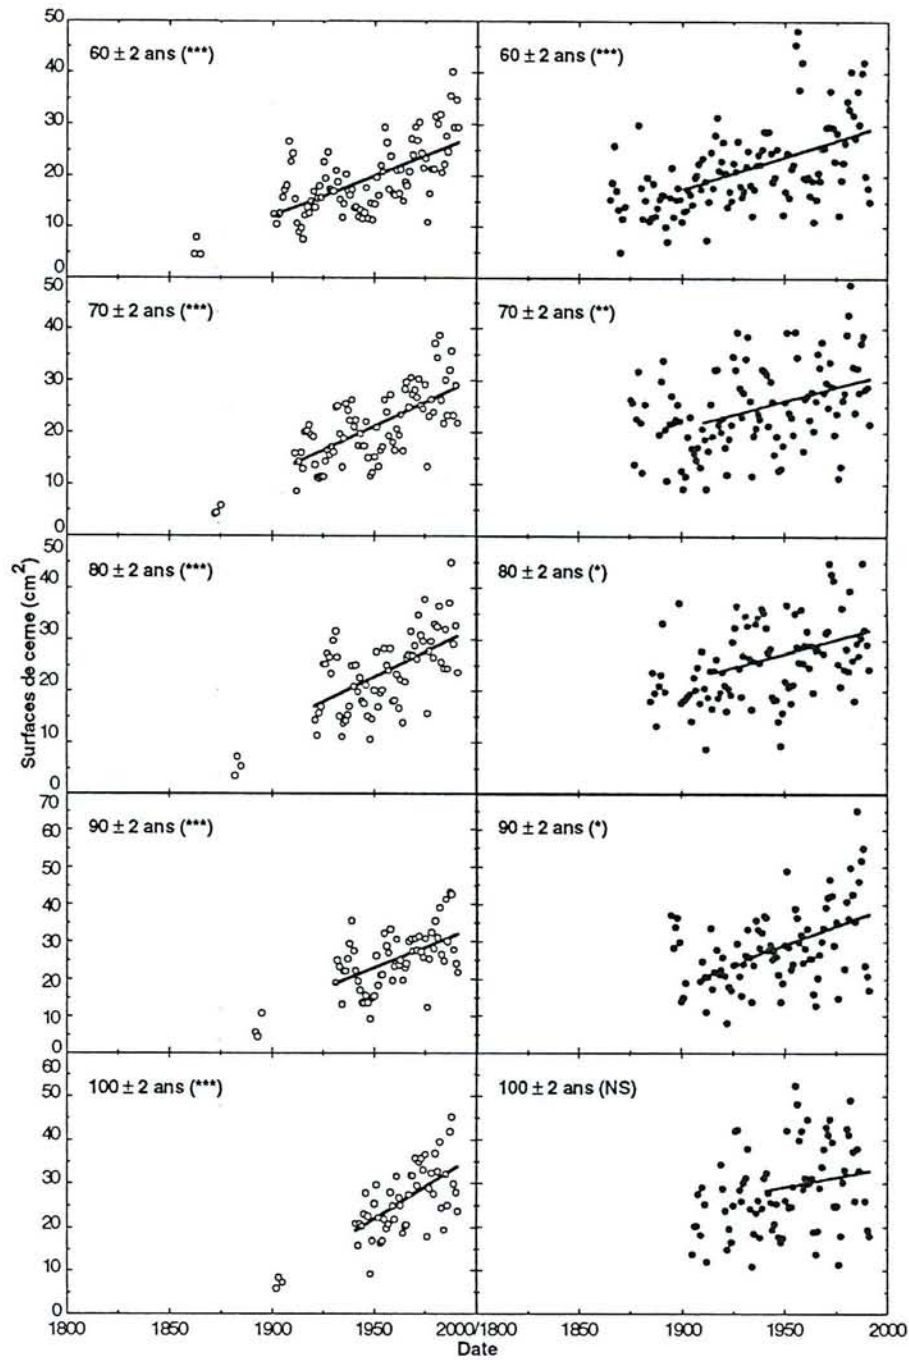 50
40
30
20
10
0
60 ± 2 ans (***)
60 ± 2 ans (***)
50
40
30
20
10
0
70 ± 2 ans (***)
70 ± 2 ans (**)
Surfaces de cerne (cm²)
50
40
30
20
10
0
80 ± 2 ans (***)
80 ± 2 ans (*)
70
60
50
40
30
20
10
0
90 ± 2 ans (***)
90 ± 2 ans (*)
60
50
40
30
20
10
0
100 ± 2 ans (***)
100 ± 2 ans (NS)
1800 1850 1900 1950 2000/1800 1850 1900 1950 2000
Date